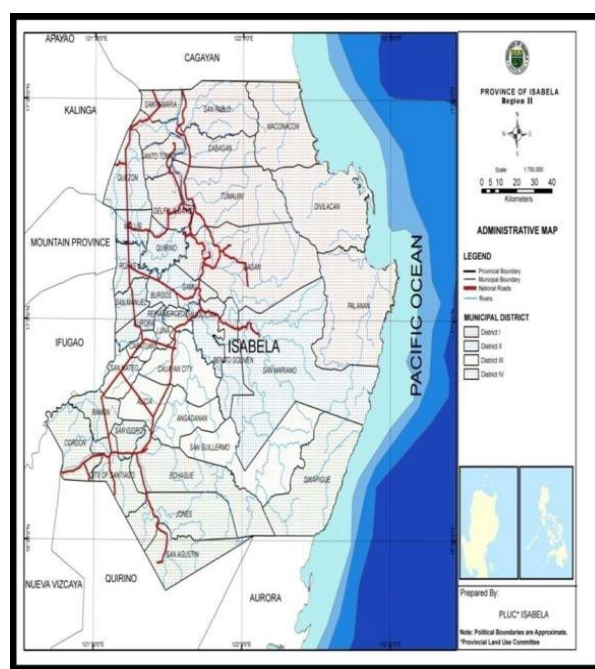 APAYAO
CAGAYAN
KALINGA
MOUNTAIN PROVINCE
IFUGAO
NUEVA VIZCAYA
QUIRINO
AURORA
PACIFIC OCEAN
ISABELA
SANTA MARIA
SAN PABLO
MACONACON
CABAGAN
SANTO TOMAS
QUEZON
TUMAUINI
DIVILACAN
QUIRINO
PALANAN
BURGOS
SAN MANUEL
LUNA
BENITO SOLIVEN
SAN MARIANO
SAN MATEO
CAUAYAN CITY
RAMON
ANGADANAN
SAN ISIDRO
SAN GUILLERMO
CORDON
CITY OF SANTIAGO
ECHAGUE
DINAPIGUE
JONES
SAN AGUSTIN
PROVINCE OF ISABELA
Region II
Scale: 1:750,000
0 5 10 20 30 40
Kilometers
ADMINISTRATIVE MAP
LEGEND
Provincial Boundary
Municipal Boundary
National Roads
Rivers
MUNICIPAL DISTRICT
District I
District II
District III
District IV
Prepared By:
PLUC* ISABELA
Note: Political Boundaries are Approximate.
*Provincial Land Use Committee